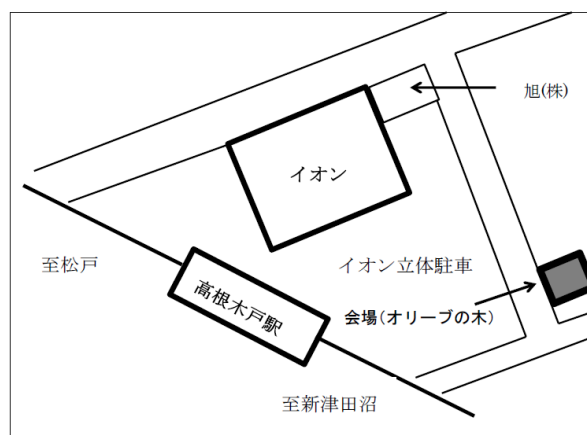 旭(株)
イオン
至松戸
イオン立体駐車
高根木戸駅
会場(オリーブの木)
至新津田沼